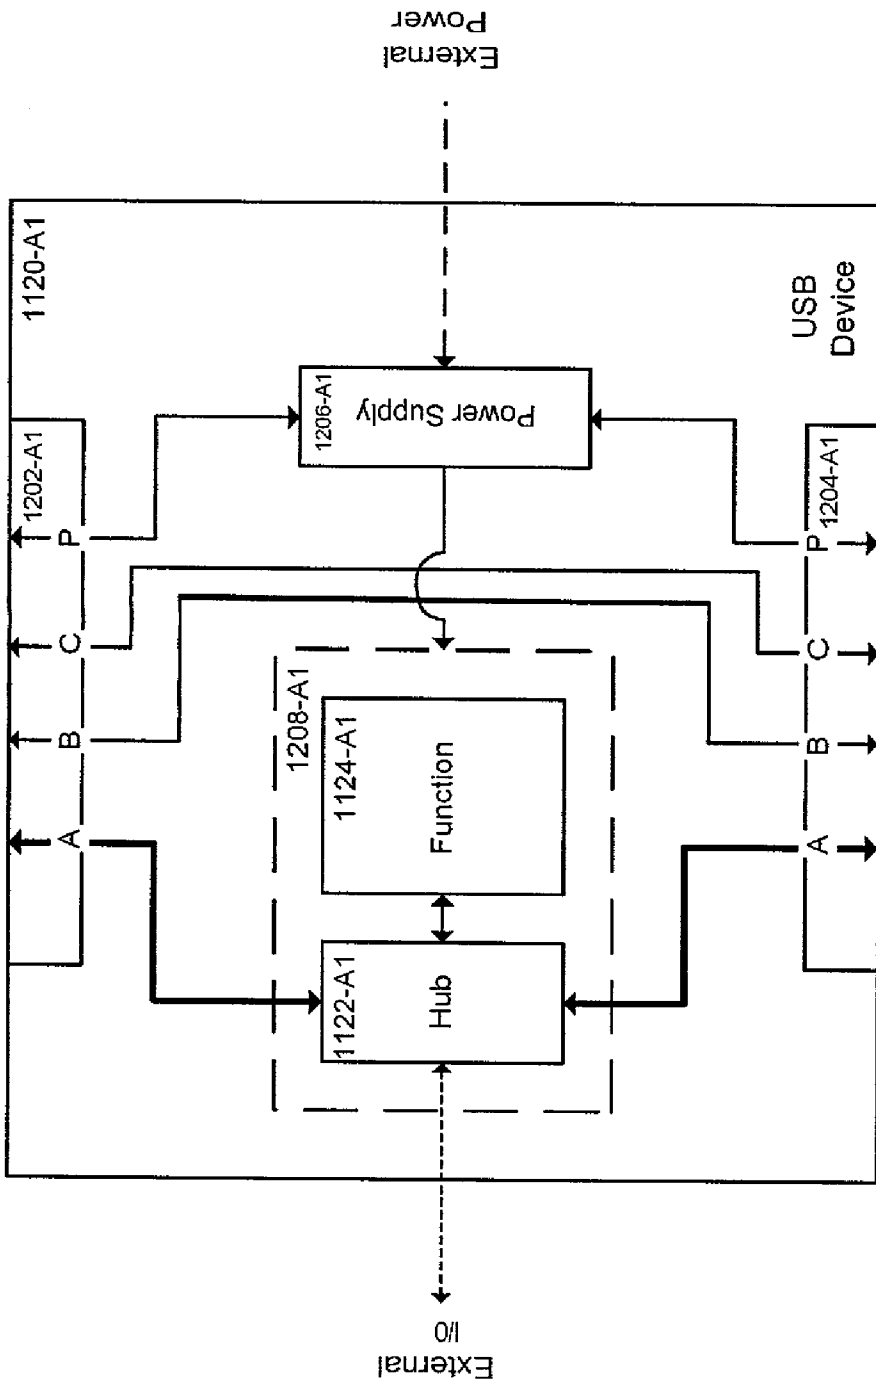 External
Power
1120-A1
1202-A1
P
C
B
A
1206-A1
Power Supply
1208-A1
1124-A1
Function
1122-A1
Hub
USB
Device
1204-A1
P
C
B
A
External
I/O